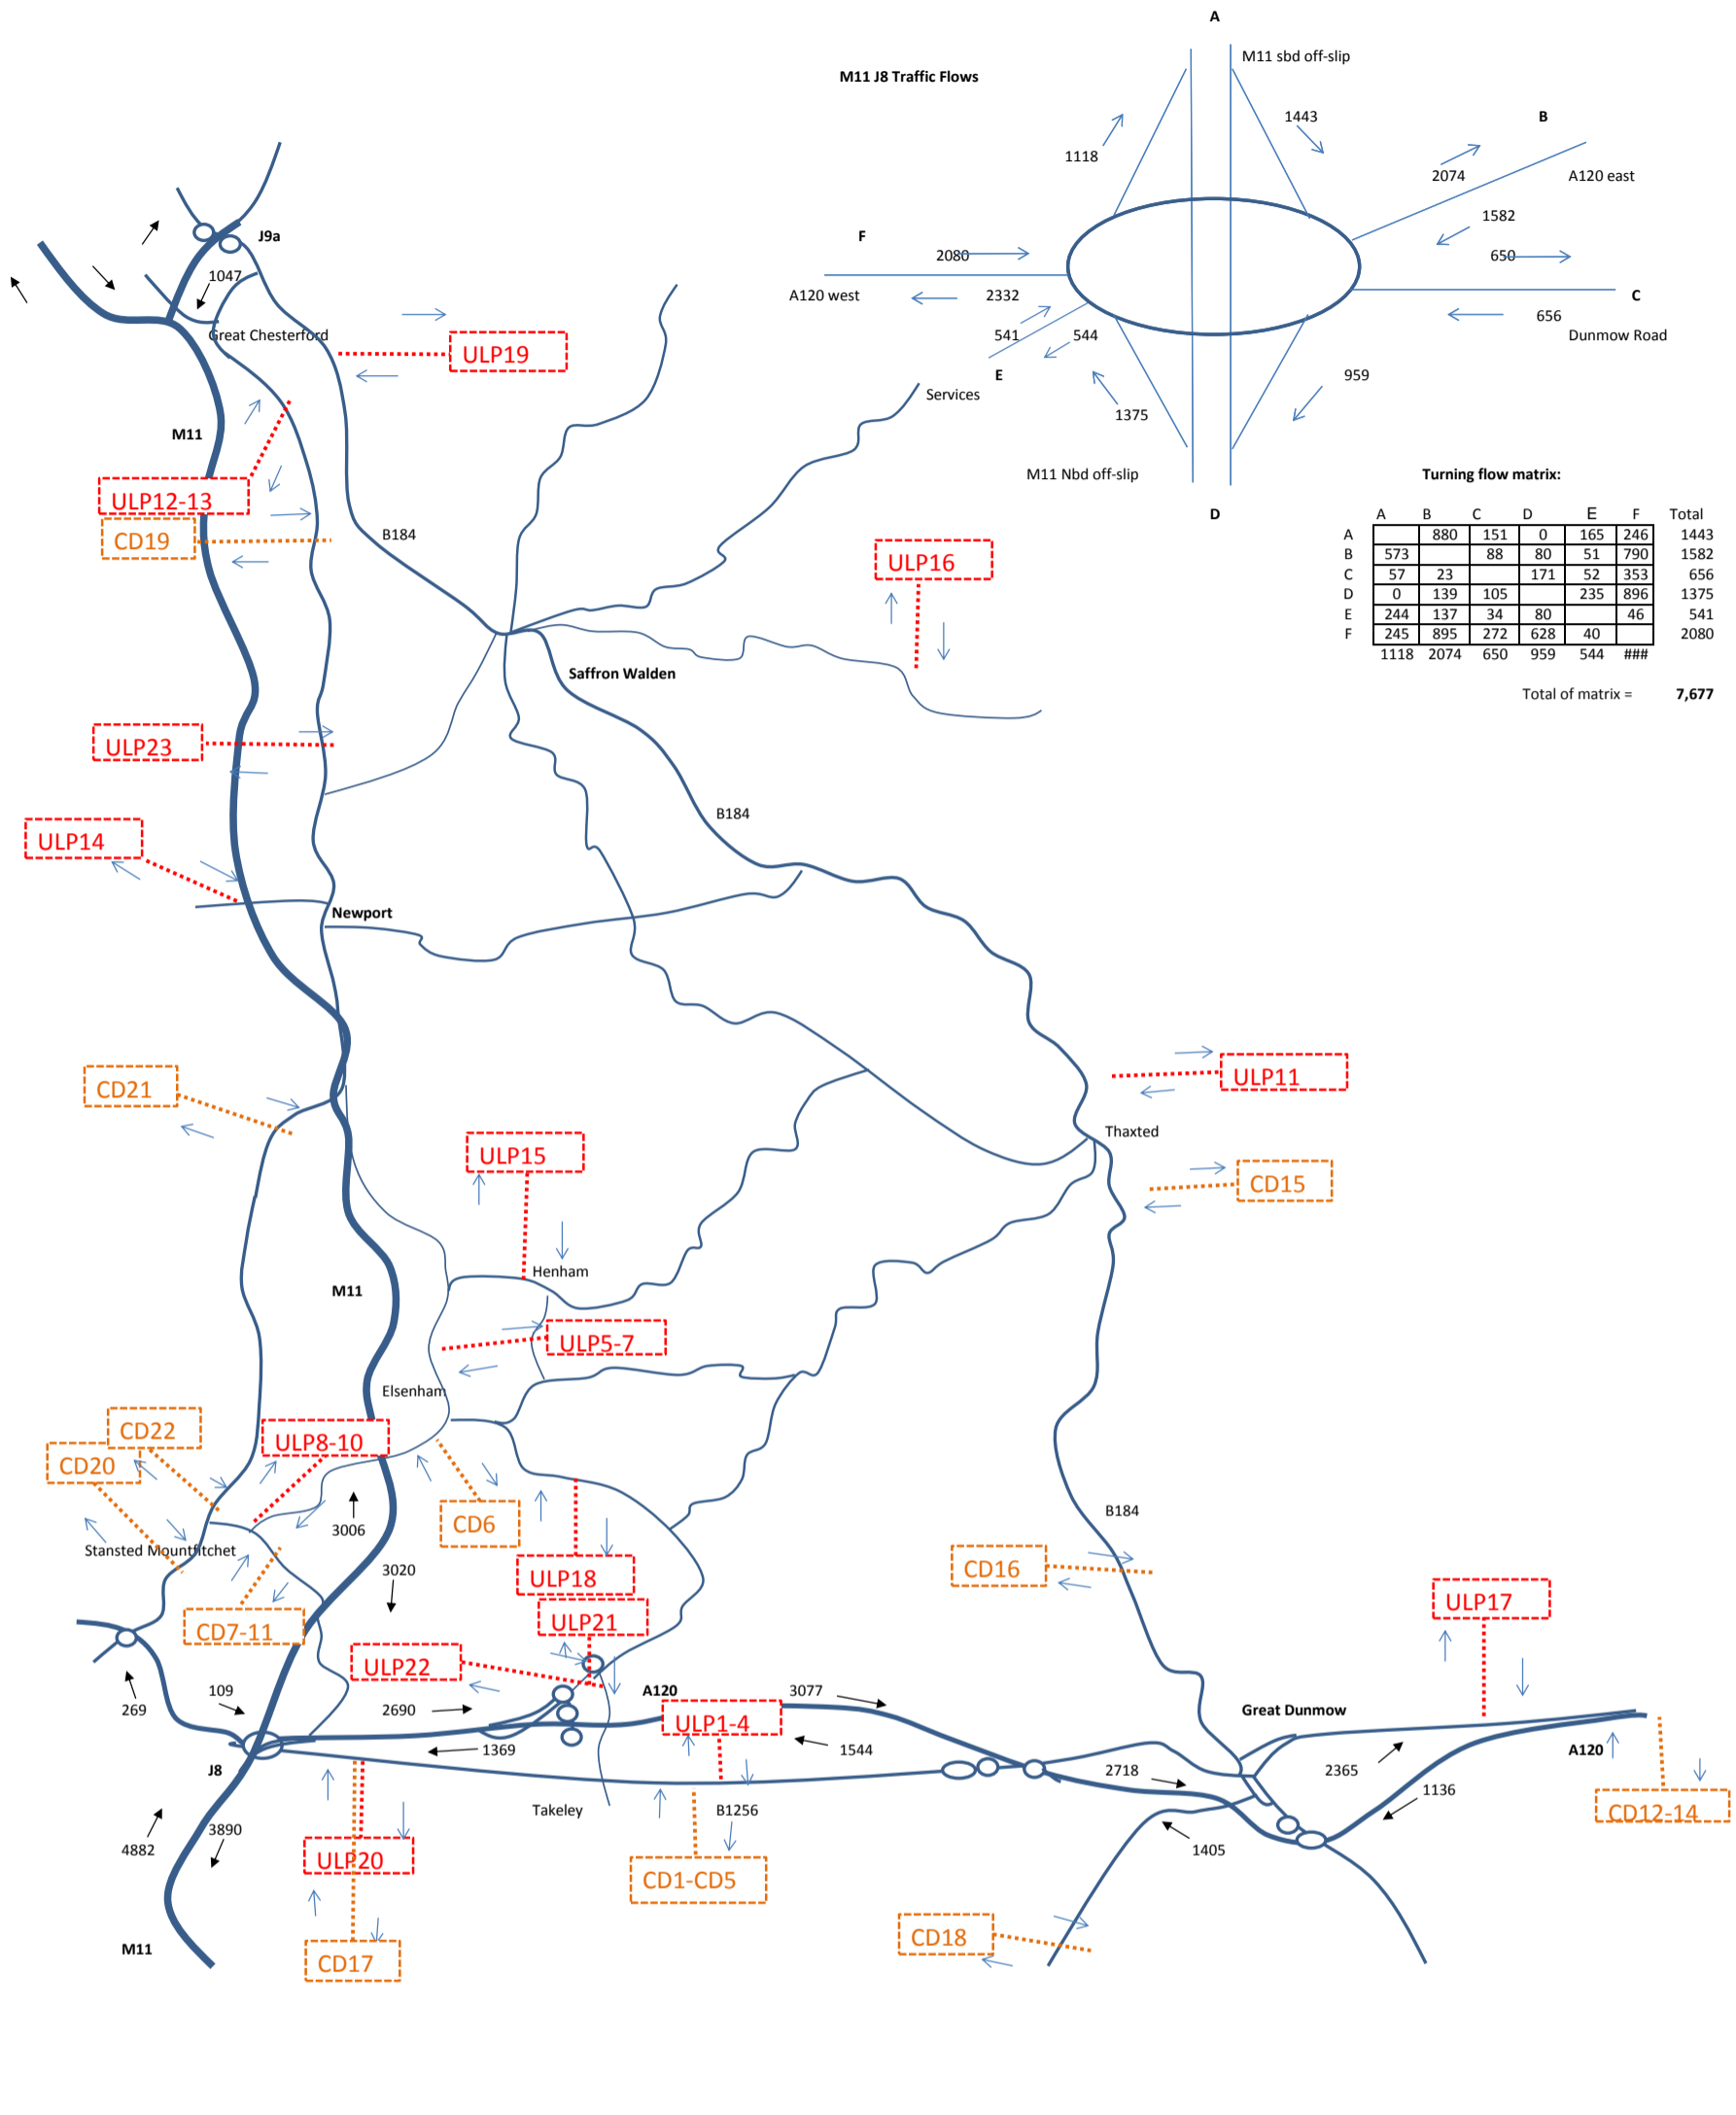 A
M11 sbd off-slip
M11 J8 Traffic Flows
1443
B
1118
2074
A120 east
1582
F
J9a
2080
650
1047
A120 west
2332
C
656
Great Chesterford
541
544
Dunmow Road
ULP19
E
959
Services
1375
M11
M11 Nbd off-slip
Turning flow matrix:
ULP12-13
D
A B C D E F Total
CD19
B184
A 880 151 0 165 246 1443
B 573 88 80 51 790 1582
ULP16
C 57 23 171 52 353 656
D 0 139 105 235 896 1375
E 244 137 34 80 46 541
F 245 895 272 628 40 2080
1118 2074 650 959 544 ###
Saffron Walden
Total of matrix = 7,677
ULP23
B184
ULP14
Newport
ULP11
CD21
Thaxted
ULP15
CD15
Henham
M11
ULP5-7
Elsenham
CD22
ULP8-10
CD20
B184
CD6
3006
Stansted Mountfitchet
3020
CD16
ULP18
ULP17
ULP21
CD7-11
ULP22
109
A120
3077
269
2690
Great Dunmow
ULP1-4
1369
1544
A120
J8
2718
2365
1136
Takeley
B1256
CD12-14
3890
4882
1405
ULP20
CD1-CD5
CD18
M11
CD17